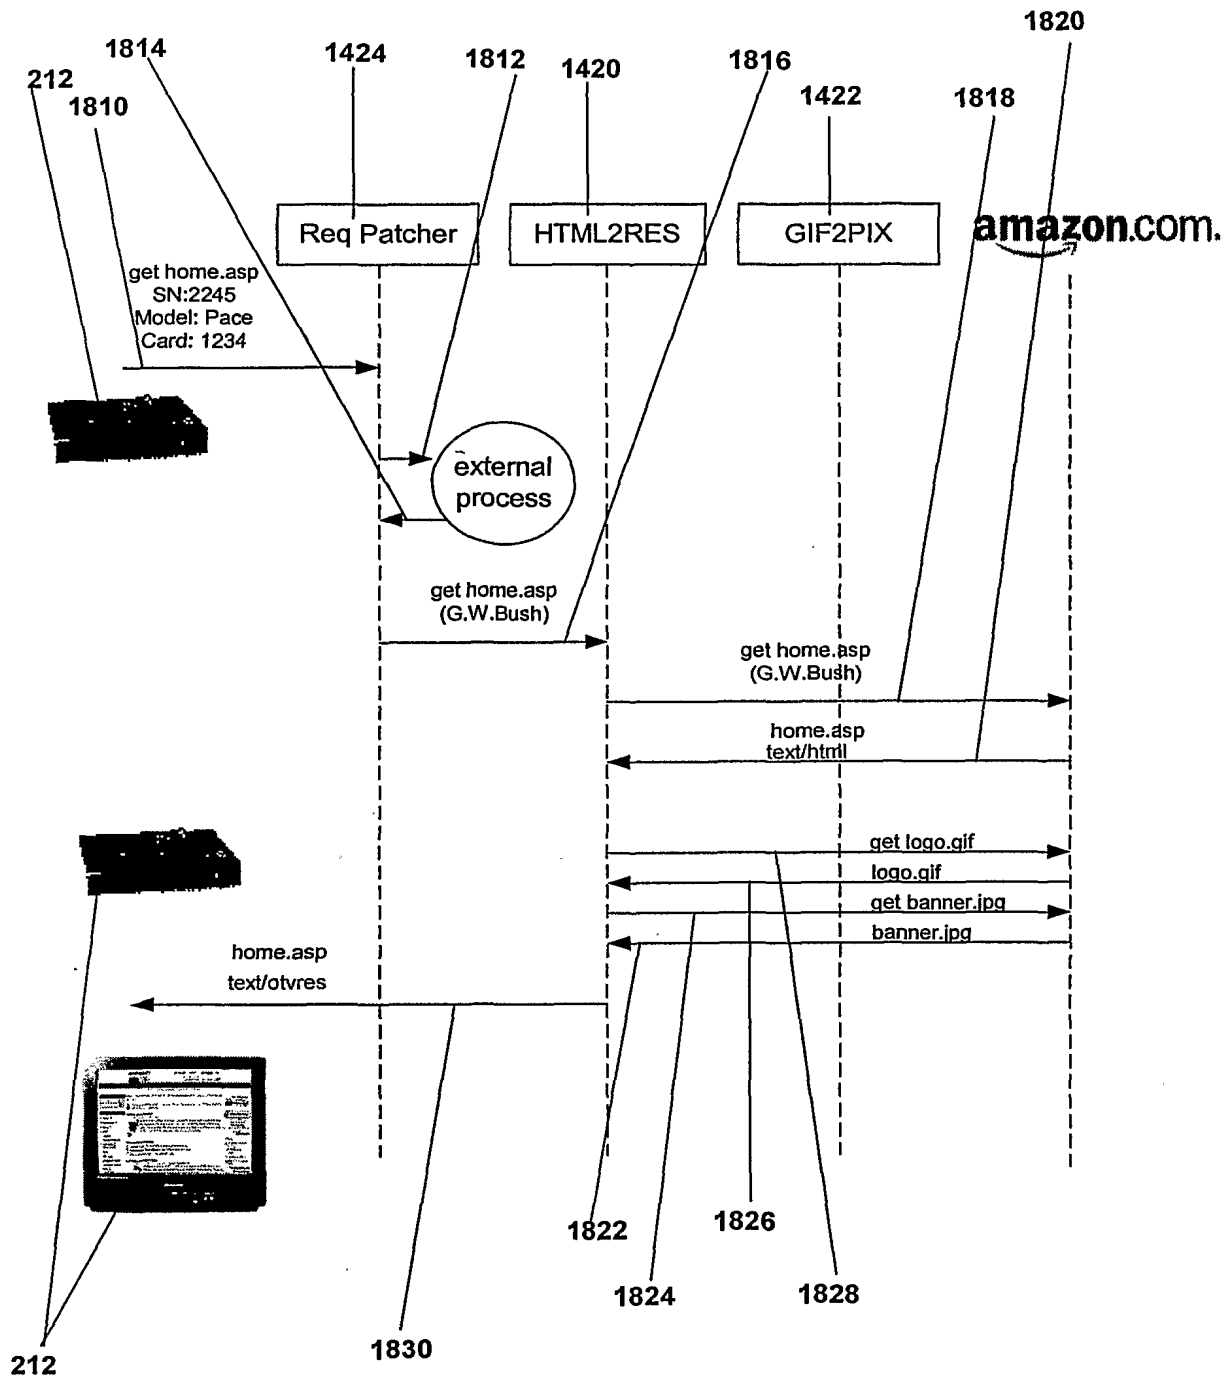 1820
1814
1424
1812
1420
1816
212
1810
1422
1818
Req Patcher
HTML2RES
GIF2PIX
amazon.com.
get home.asp
SN:2245
Model: Pace
Card: 1234
external
process
get home.asp
(G.W.Bush)
get home.asp
(G.W.Bush)
home.asp
text/html
get logo.gif
logo.gif
get banner.jpg
banner.jpg
home.asp
text/otvres
1822
1826
1824
1828
1830
212